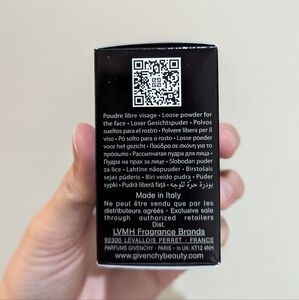 Poudre libre visage • Loose powder for
the face • Loser Gesichtspuder • Polvos
sueltos para el rostro • Polvere libera per il
viso • Pó solto para o rosto • Losse poeder
voor het gezicht • Πούδρα σε σκόνη για το
πρόσωπο • Рассыпчатая пудра для лица •
Пудра на прах за лице • Slobodan puder
za lice • Lahtine näopuuder • Birstošais
sejas pūderis • Biri veido pudra • Puder
sypki • Pudră liberă față • بودرة حرة للوجه
Made in Italy
Ne peut être vendu que par les
distributeurs agréés - Exclusive sale
through authorized retailers
Dist.
LVMH Fragrance Brands
92300 LEVALLOIS PERRET - FRANCE
PARFUMS GIVENCHY - PARIS - In UK: KT12 4NH
www.givenchybeauty.com